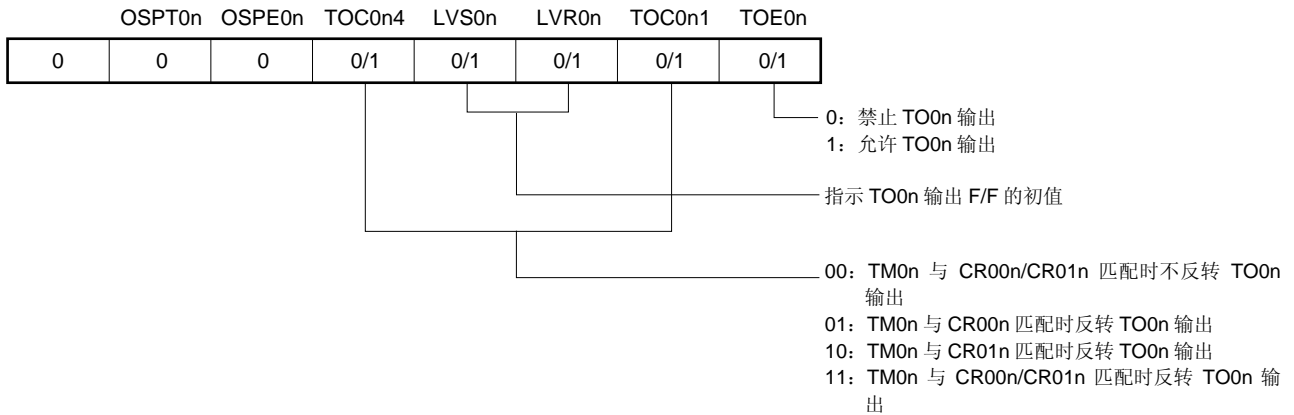 OSPT0n OSPE0n TOC0n4 LVS0n LVR0n TOC0n1 TOE0n
0 0 0 0/1 0/1 0/1 0/1 0/1
0：禁止 TO0n 输出
1：允许 TO0n 输出
指示 TO0n 输出 F/F 的初值
00：TM0n 与 CR00n/CR01n 匹配时不反转 TO0n
输出
01：TM0n 与 CR00n 匹配时反转 TO0n 输出
10：TM0n 与 CR01n 匹配时反转 TO0n 输出
11：TM0n 与 CR00n/CR01n 匹配时反转 TO0n 输
出